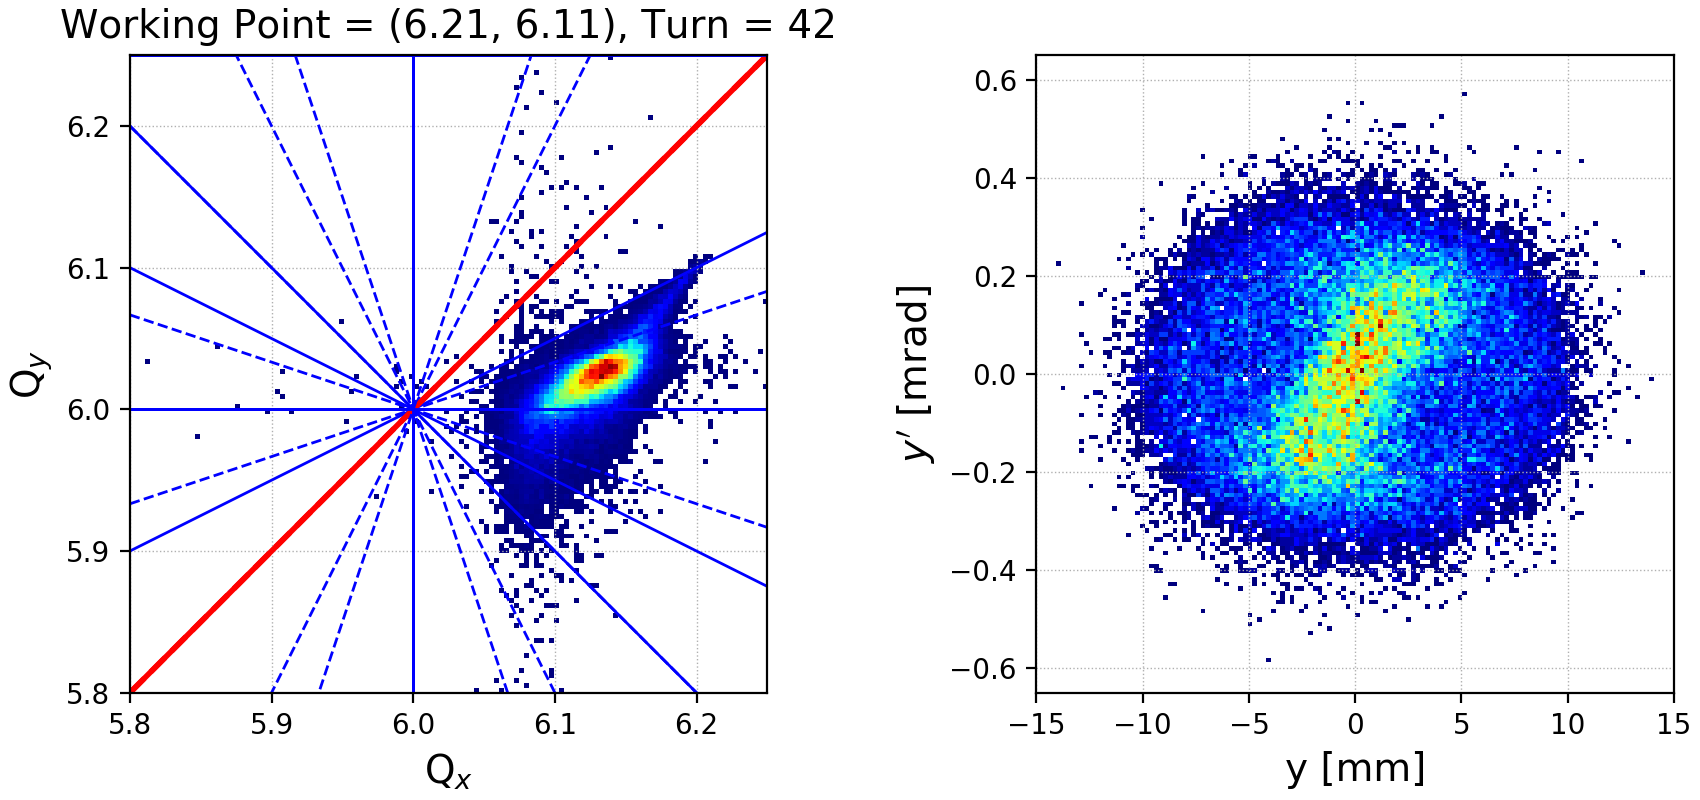 Working Point = (6.21, 6.11), Turn = 42
6.2
6.1
6.0
5.9
5.8
Qy
5.8 5.9 6.0 6.1 6.2
Qx
0.6
0.4
0.2
0.0
−0.2
−0.4
−0.6
y′ [mrad]
−15 −10 −5 0 5 10 15
y [mm]